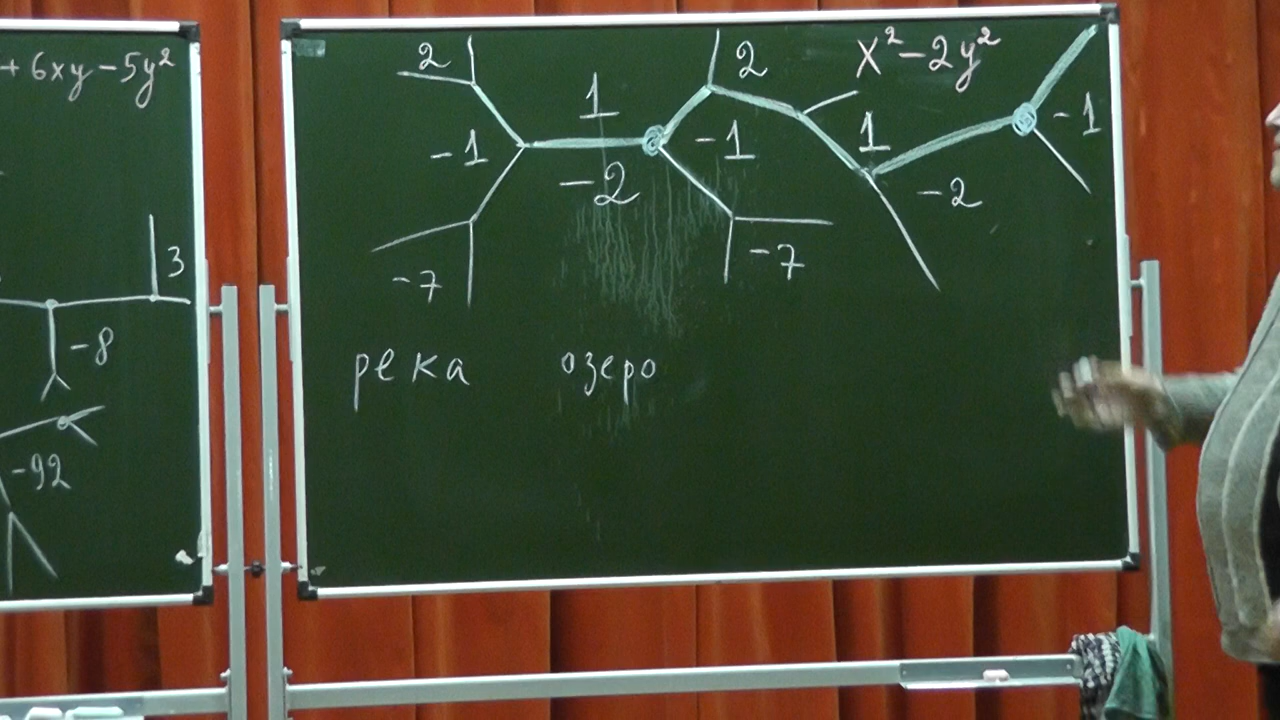 + 6xy - 5y²
3
-8
-92
2 1 2 x² - 2y²
-1 -2 -1 1 -2 -1
-7 -7
река озеро